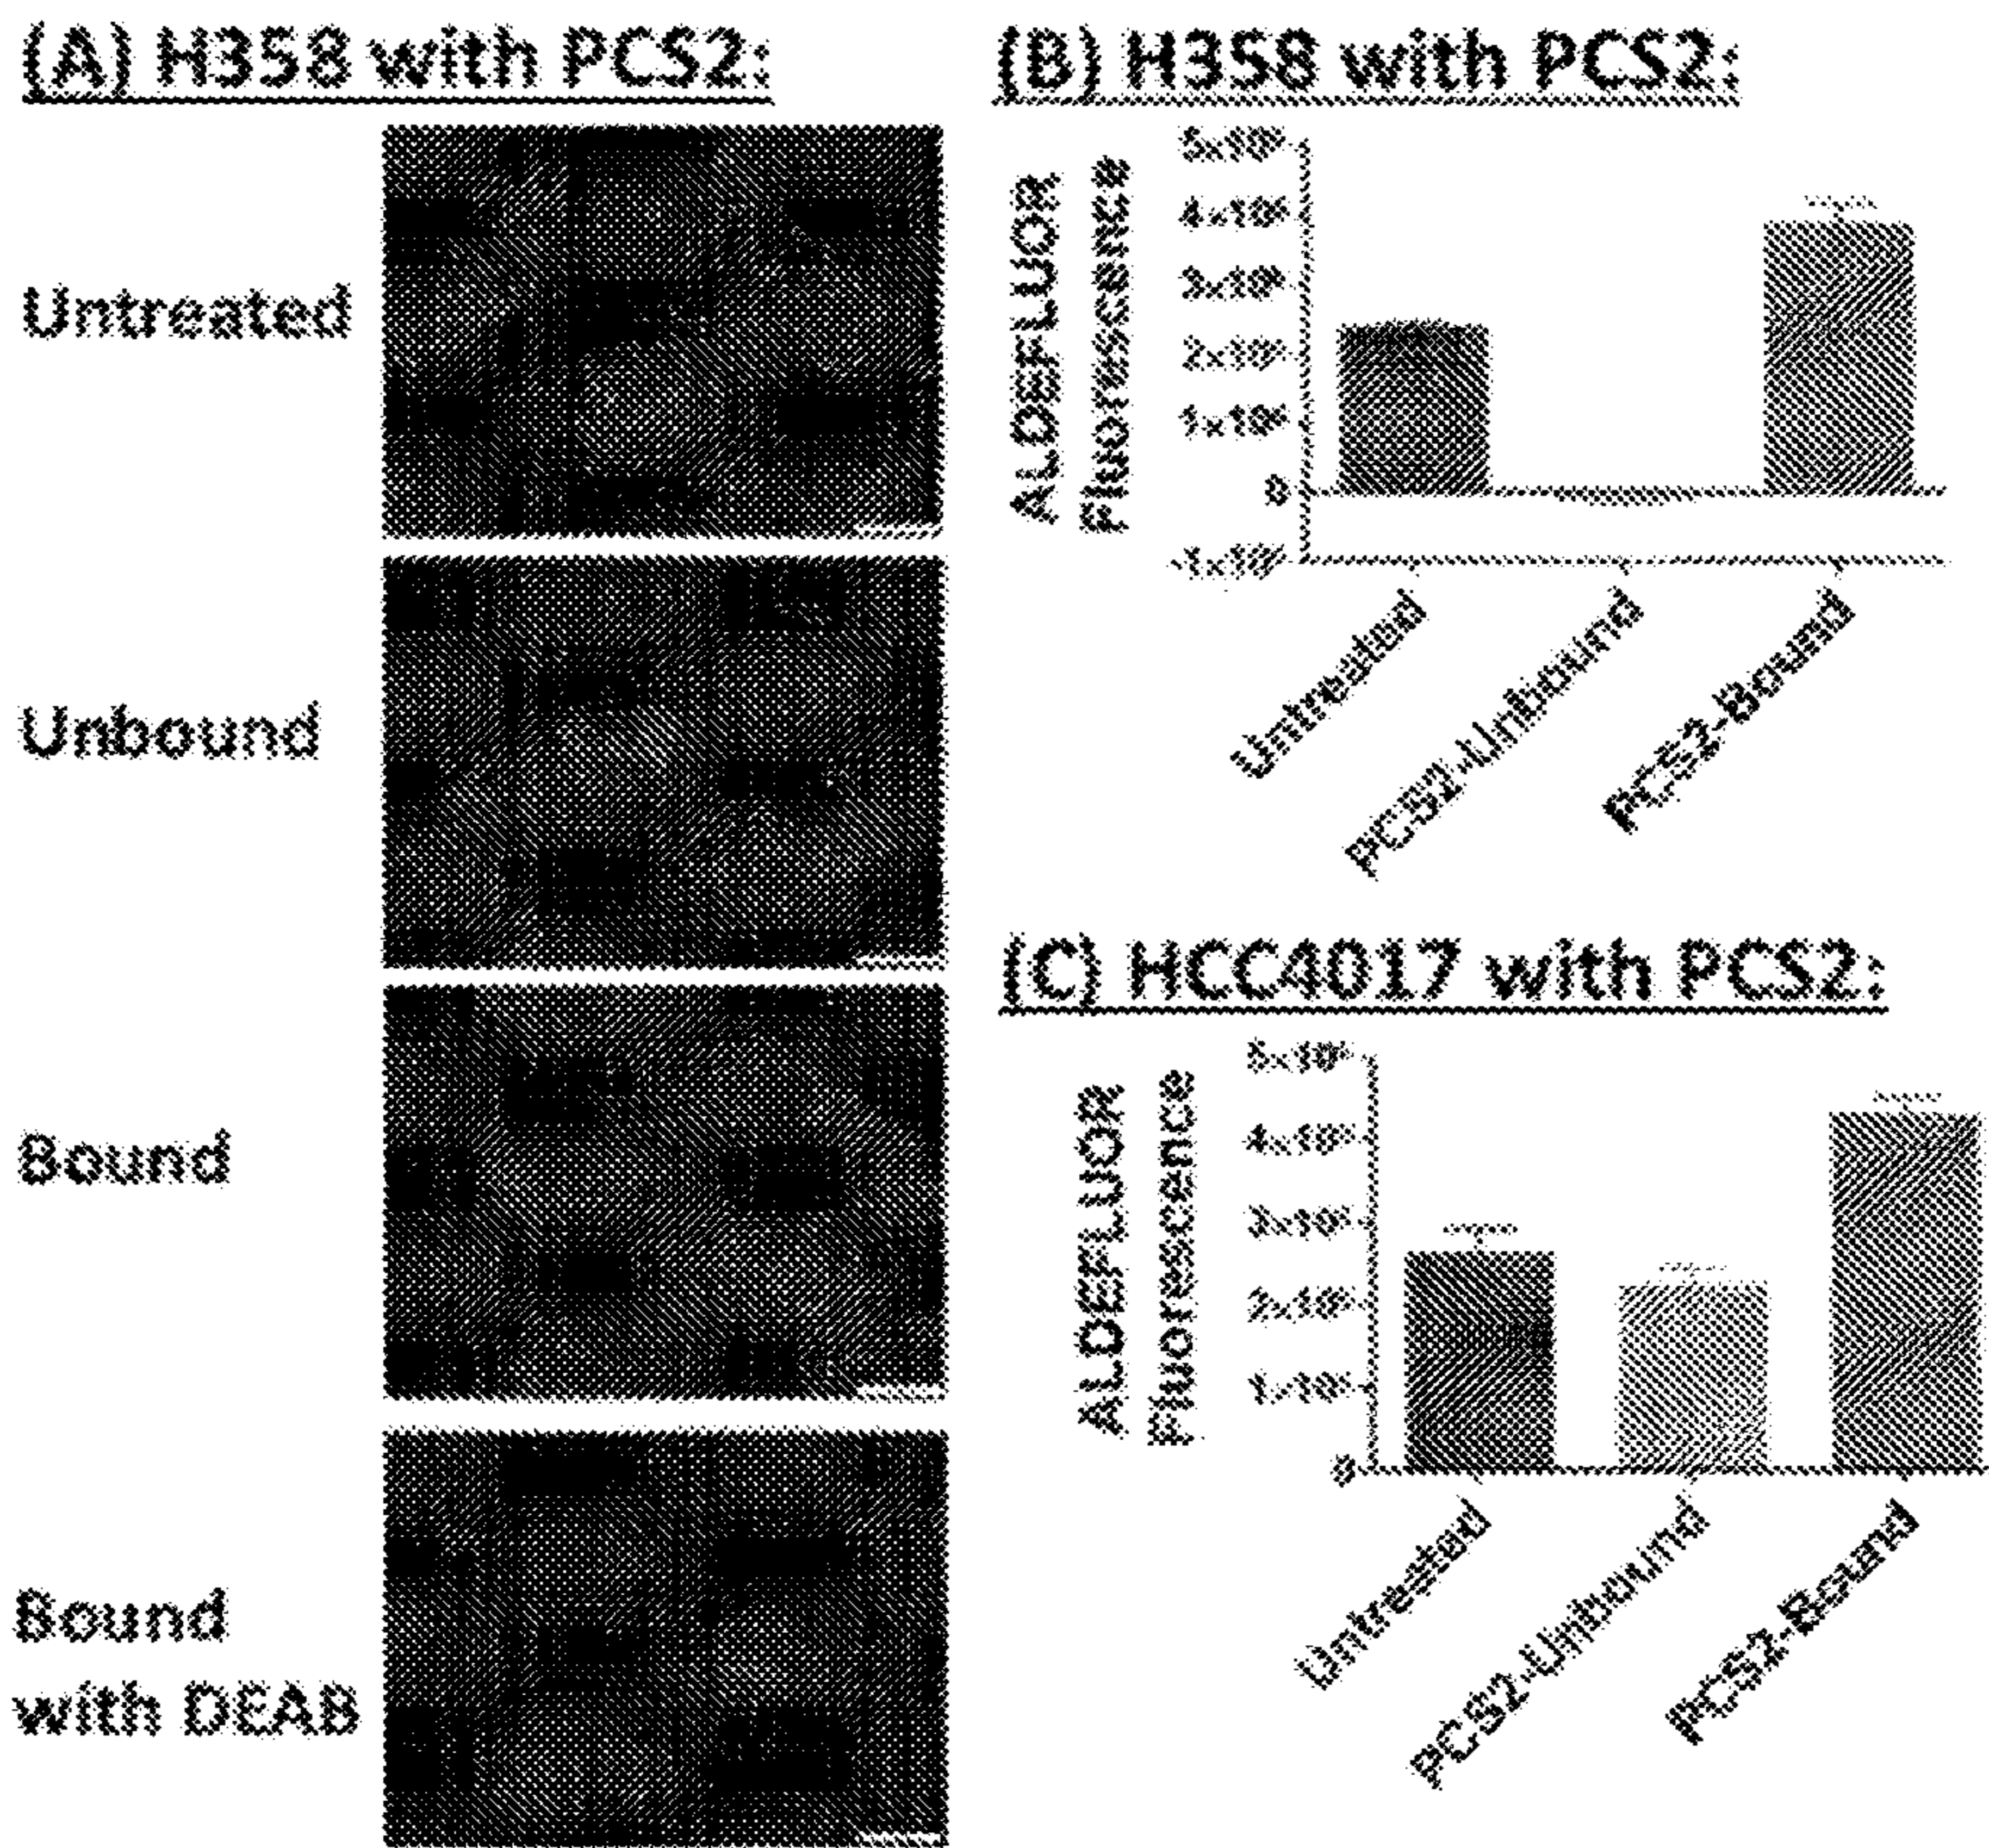 (A) H358 with PCS2:
Untreated
Unbound
Bound
Bound
with DEAB
(B) H358 with PCS2:
ALDEFLUOR
Fluorescence
0
Untreated
PCS2-Unbound
PCS2-Bound
(C) HCC4017 with PCS2:
ALDEFLUOR
Fluorescence
0
Untreated
PCS2-Unbound
PCS2-Bound